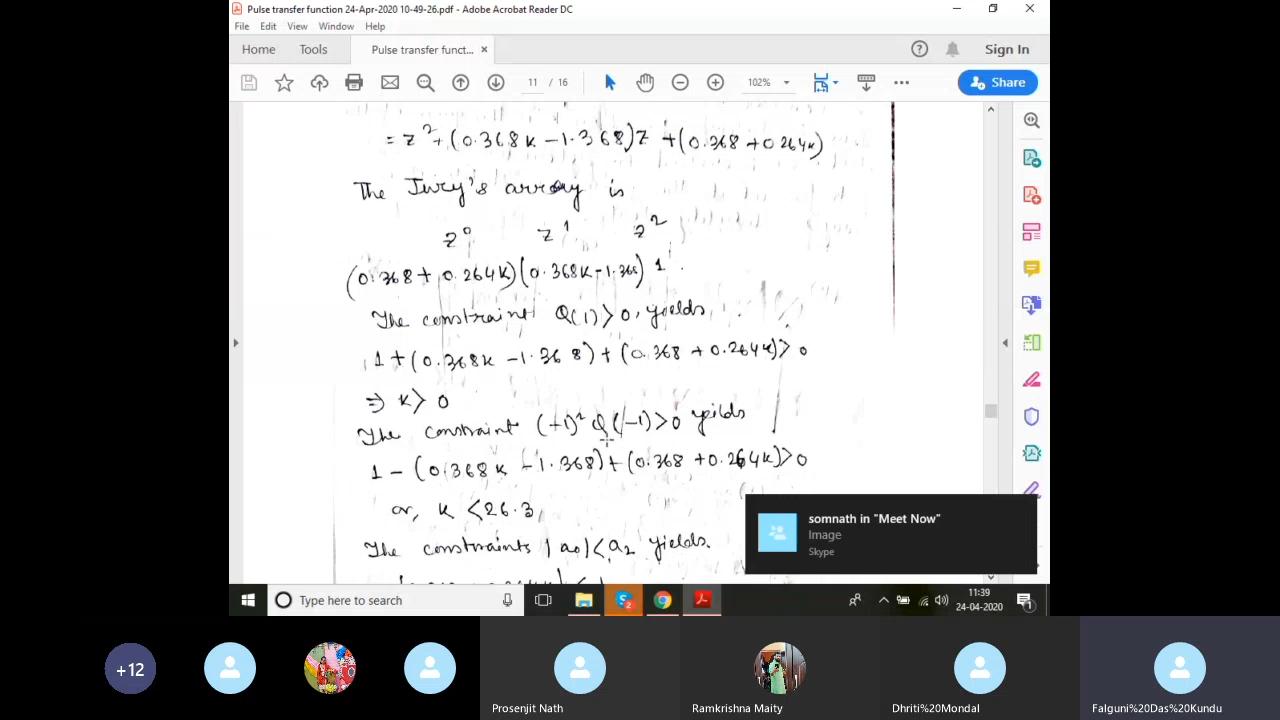 Pulse transfer function 24-Apr-2020 10-49-26.pdf - Adobe Acrobat Reader DC
File Edit View Window Help
Home Tools Pulse transfer funct... × Sign In
11 / 16 102% Share
= z² + (0.368K - 1.368)z + (0.368 + 0.264K)
The Jury's array is
z⁰ z¹ z²
(0.368 + 0.264K) (0.368K - 1.368) 1
The constraint Q(1) > 0, yields
1 + (0.368K - 1.368) + (0.368 + 0.264K) > 0
⇒ K > 0
The constraint (-1)² Q(-1) > 0 yeilds
1 - (0.368K - 1.368) + (0.368 + 0.264K) > 0
or, K < 26.3
The constraints |a₀| < a₂ yeilds.
somnath in "Meet Now"
Image
Skype
Type here to search
11:39
24-04-2020
+12
Prosenjit Nath Ramkrishna Maity Dhriti%20Mondal Falguni%20Das%20Kundu